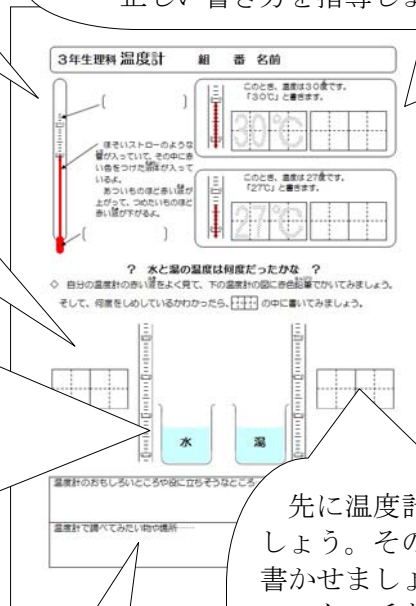 正しい書き方を指導しま
3年生理科 温度計 組 番 名前
このとき、温度は30度です。
「30℃」と書きます。
30℃
ほそいストローのような
管が入っていて、その中に赤
い色をつけた液体が入って
いるよ。
あついものほど赤い液が
上がって、つめたいものほど
赤い液が下がるよ。
このとき、温度は27度です。
「27℃」と書きます。
27℃
? 水と湯の温度は何度だったかな ?
◇ 自分の温度計の赤い液をよく見て、下の温度計の図に赤色鉛筆でかいてみましょう。
そして、何度をしめしているかわかったら、 の中に書いてみましょう。
水
湯
温度計のおもしろいところや役に立ちそうなところ
温度計で調べてみたい物や場所……
先に温度計
しょう。その
書かせましょ